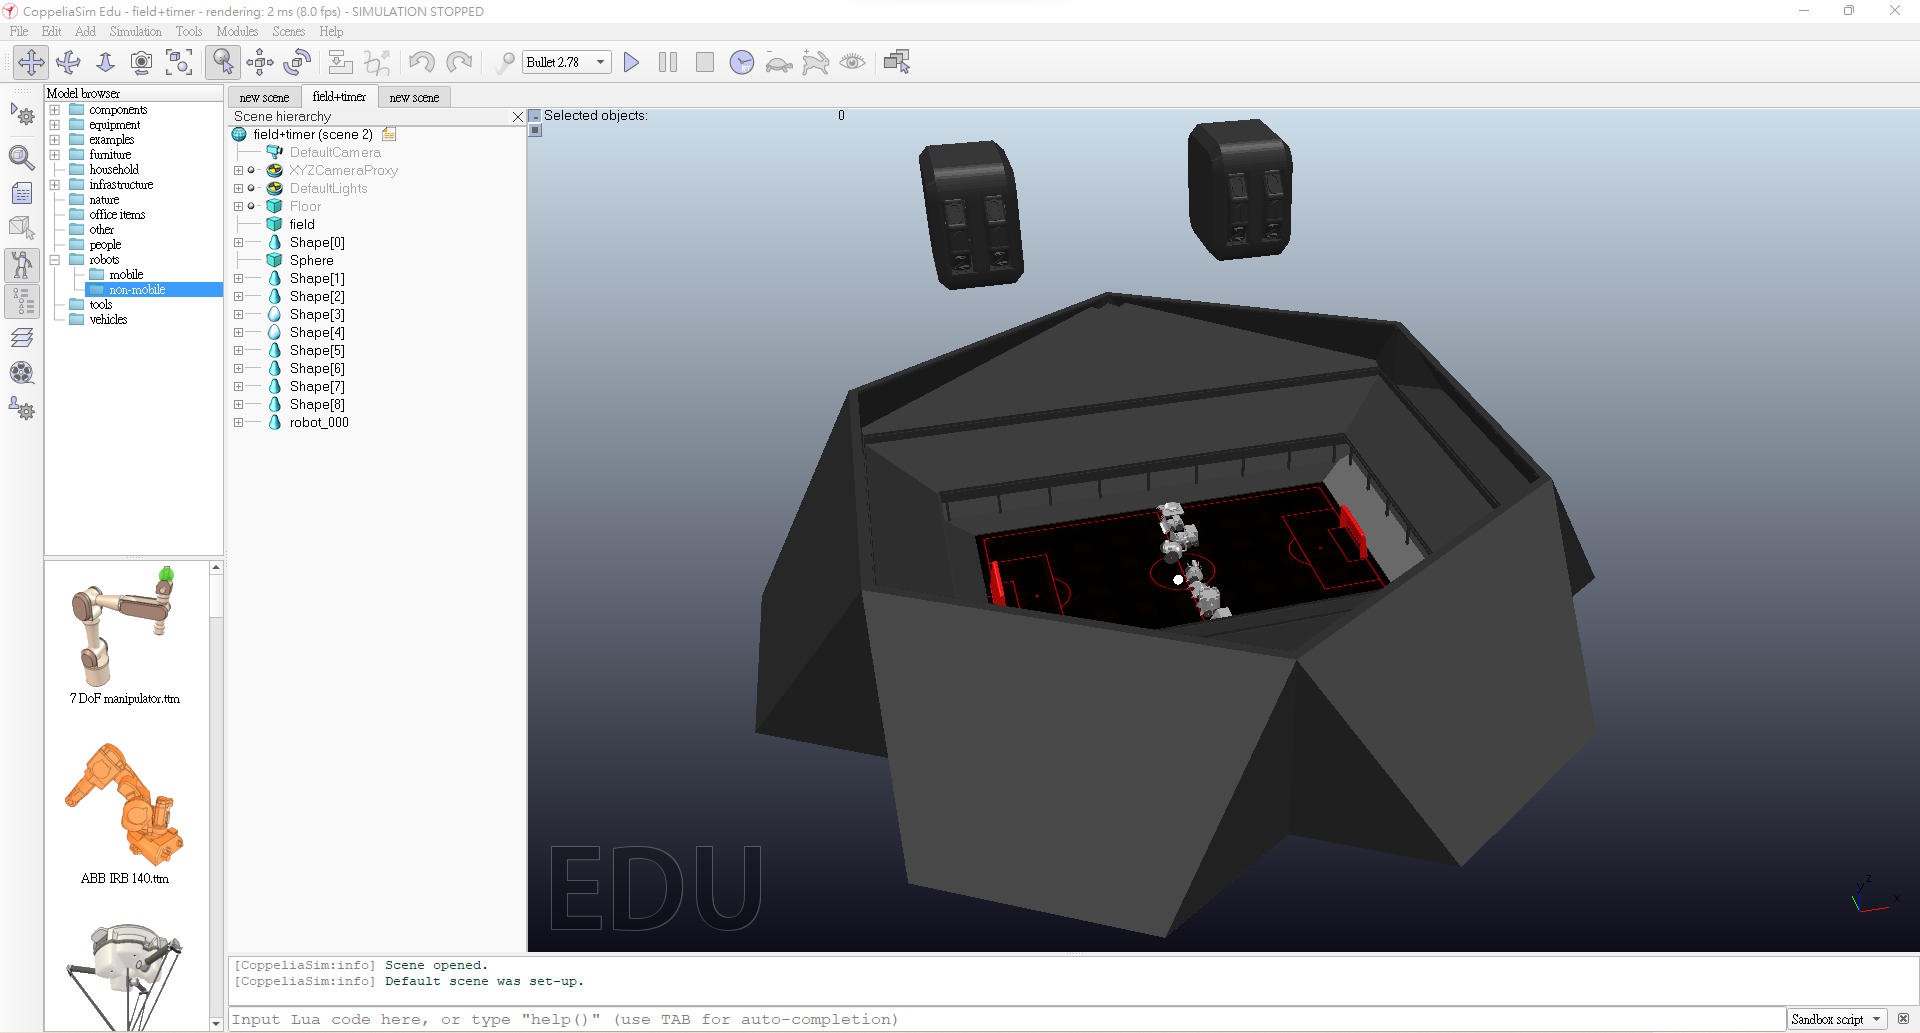 CoppeliaSim Edu - field+timer - rendering: 2 ms (8.0 fps) - SIMULATION STOPPED
File Edit Add Simulation Tools Modules Scenes Help
Bullet 2.78
Model browser
components
equipment
examples
furniture
household
infrastructure
nature
office items
other
people
robots
mobile
non-mobile
tools
vehicles
7 DoF manipulator.ttm
ABB IRB 140.ttm
new scene field+timer new scene
Scene hierarchy
field+timer (scene 2)
DefaultCamera
XYZCameraProxy
DefaultLights
Floor
field
Shape[0]
Sphere
Shape[1]
Shape[2]
Shape[3]
Shape[4]
Shape[5]
Shape[6]
Shape[7]
Shape[8]
robot_000
Selected objects: 0
EDU
z
y
x
[CoppeliaSim:info] Scene opened.
[CoppeliaSim:info] Default scene was set-up.
Input Lua code here, or type "help()" (use TAB for auto-completion)
Sandbox script